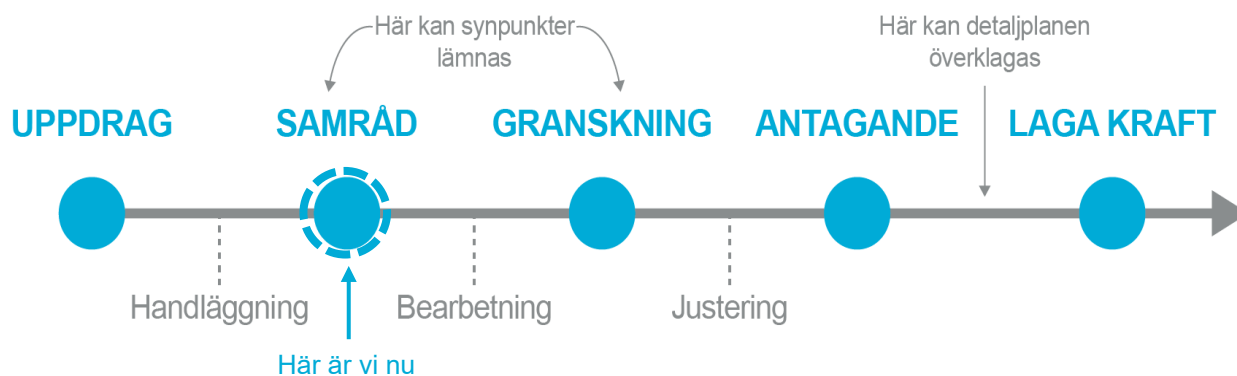 Här kan synpunkter
lämnas
Här kan detaljplanen
överklagas
UPPDRAG
SAMRÅD
GRANSKNING
ANTAGANDE
LAGA KRAFT
Handläggning
Bearbetning
Justering
Här är vi nu